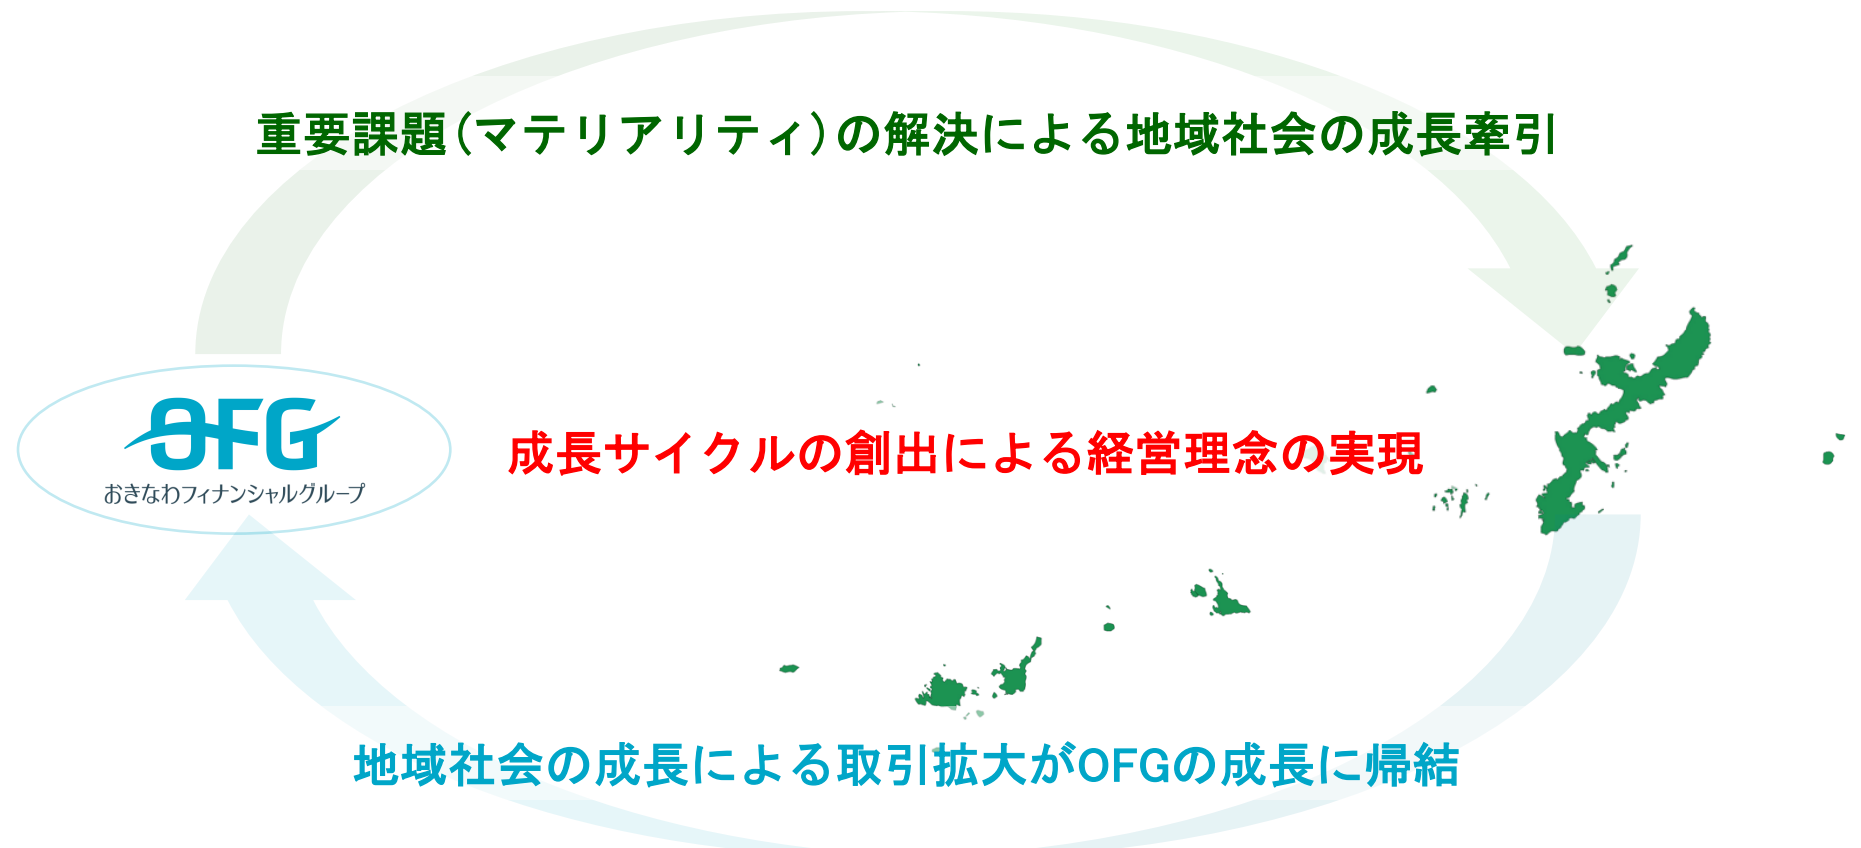 重要課題(マテリアリティ)の解決による地域社会の成長牽引
OFG
おきなわフィナンシャルグループ
成長サイクルの創出による経営理念の実現
地域社会の成長による取引拡大がOFGの成長に帰結